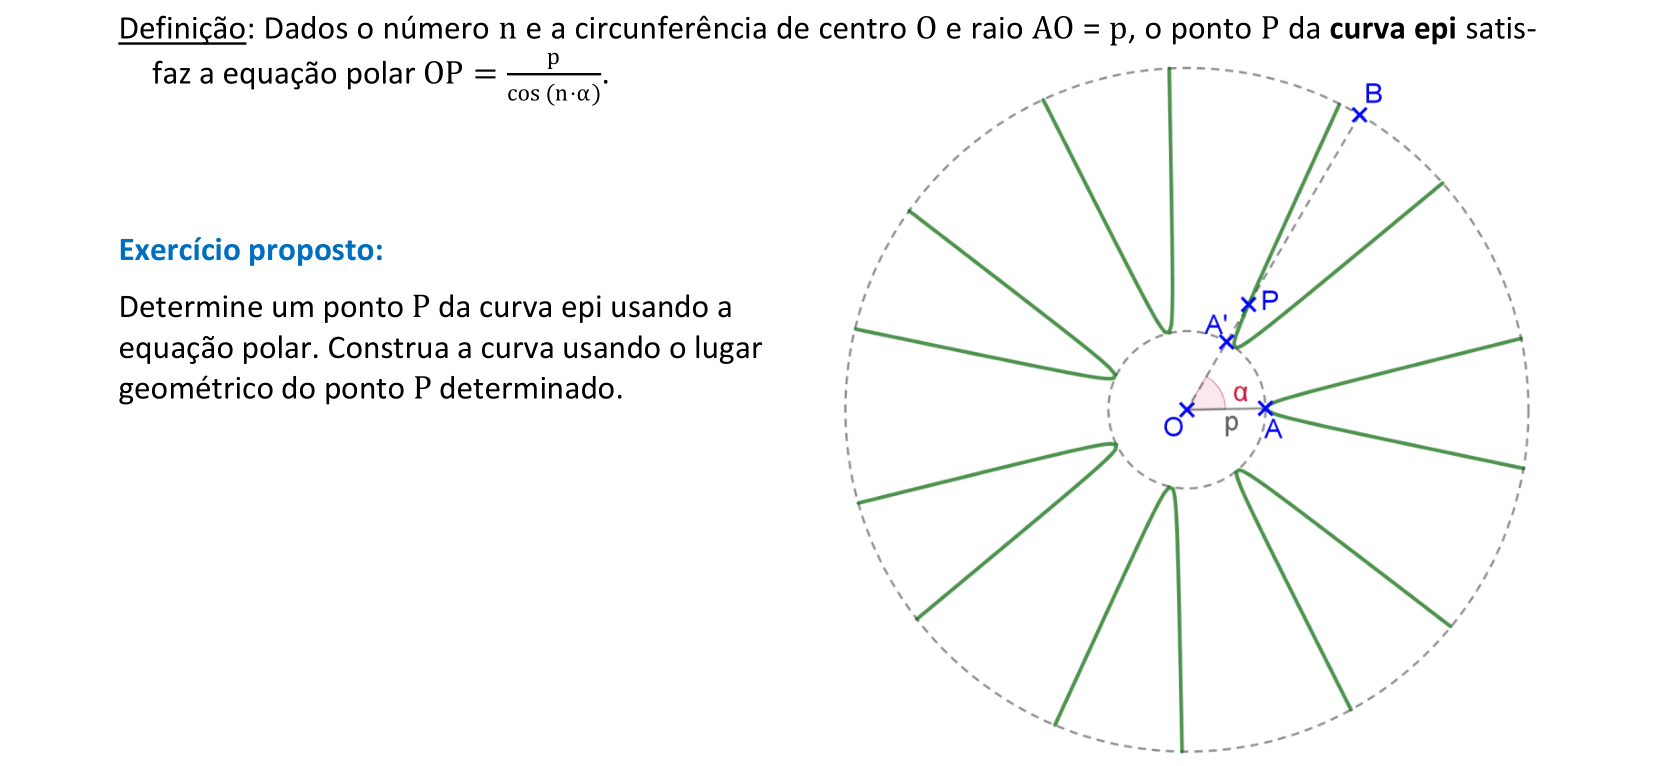 Definição: Dados o número n e a circunferência de centro O e raio AO = p, o ponto P da curva epi satis-
faz a equação polar OP = p / cos (n·α).
B
Exercício proposto:
Determine um ponto P da curva epi usando a
equação polar. Construa a curva usando o lugar
geométrico do ponto P determinado.
P
A'
α
O
p
A